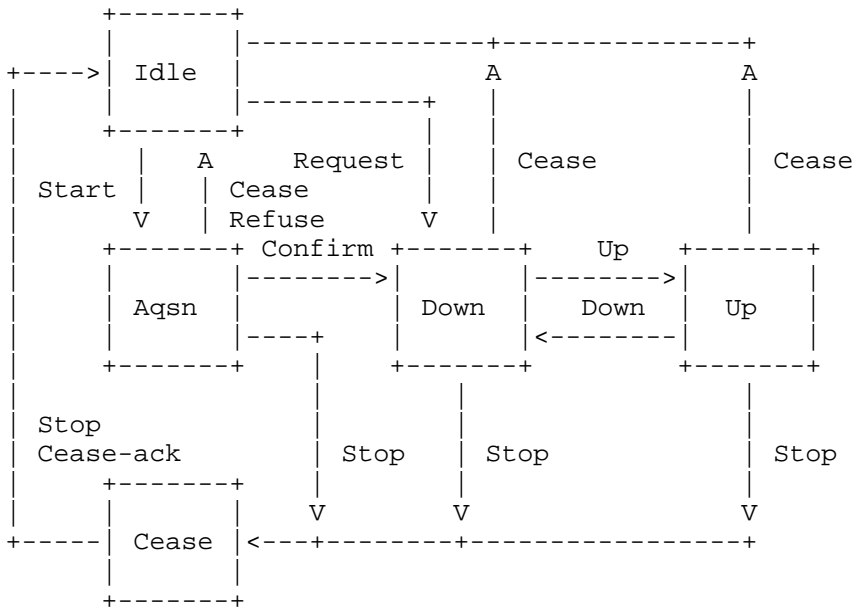 Idle
A A
A Request Cease Cease
Start Cease
V Refuse V
Confirm Up
Aqsn Down Down Up
Stop
Cease-ack Stop Stop Stop
V V V
Cease